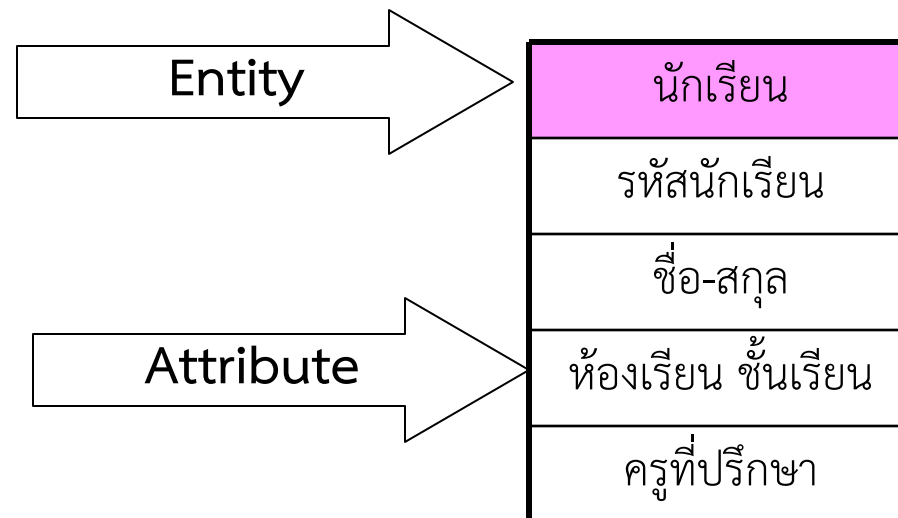 Entity
นักเรียน
รหัสนักเรียน
ชื่อ-สกุล
Attribute
ห้องเรียน ชั้นเรียน
ครูที่ปรึกษา